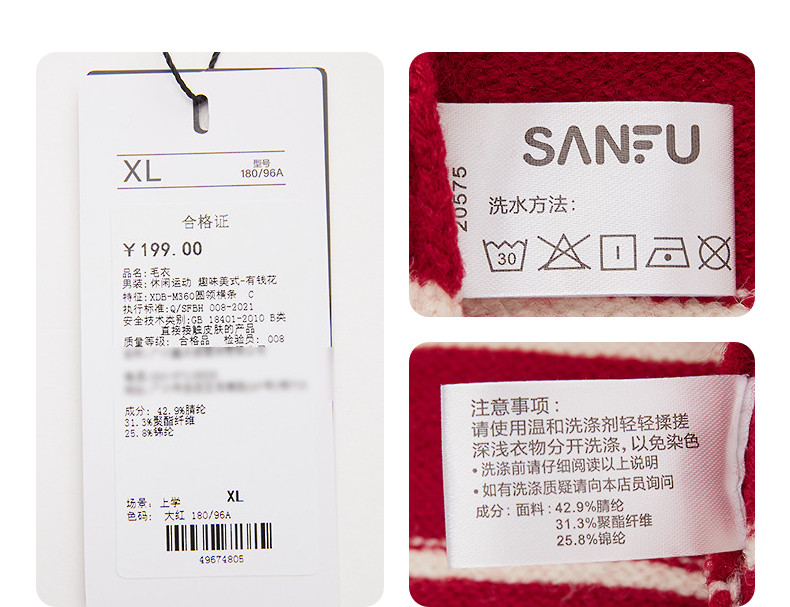 XL
型号
180/96A
合格证
￥199.00
品名:毛衣
男装:休闲运动 趣味美式-有钱花
特征:XDB-M360圆领横条 C
执行标准:Q/SFBH 008-2021
安全技术类别:GB 18401-2010 B类
直接接触皮肤的产品
质量等级: 合格品 检验员: 008
成分: 42.9%腈纶
31.3%聚酯纤维
25.8%锦纶
XL
场景: 上学
色码: 大红 180/96A
49674805
SANFU
20575
洗水方法:
30
注意事项:
请使用温和洗涤剂轻轻揉搓
深浅衣物分开洗涤,以免染色
•洗涤前请仔细阅读以上说明
•如有洗涤质疑请向本店员询问
成分: 面料: 42.9%腈纶
31.3%聚酯纤维
25.8%锦纶